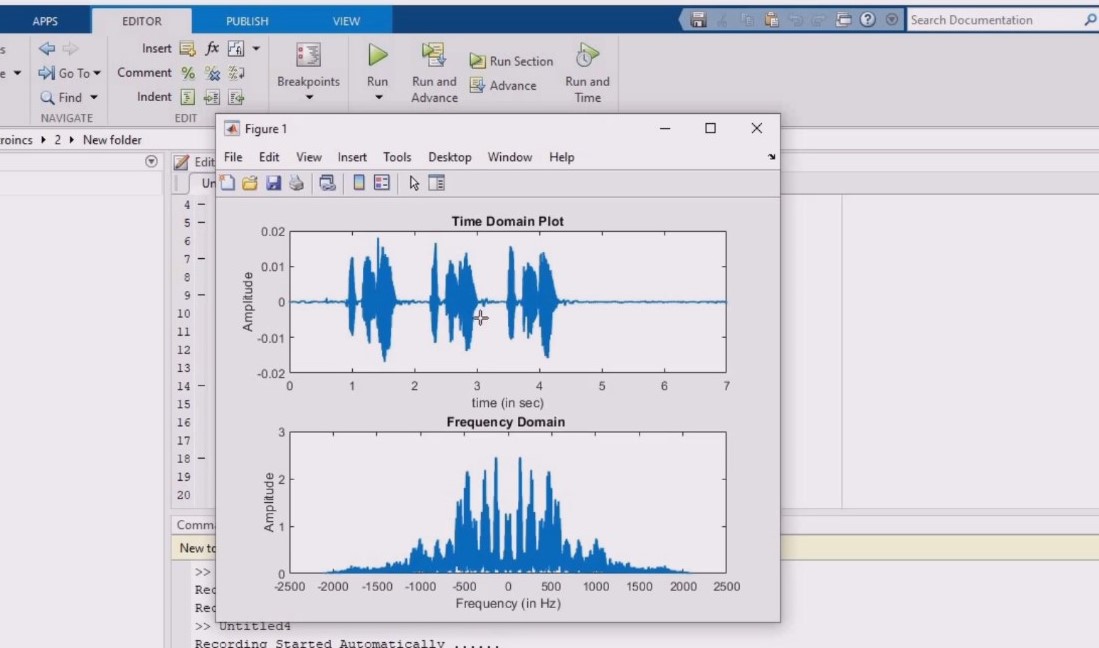 APPS EDITOR PUBLISH VIEW Search Documentation
Insert fx
Go To Comment % Breakpoints Run Run and Advance Run Section Advance Run and Time
Find Indent
NAVIGATE EDIT
2 New folder
Figure 1
File Edit View Insert Tools Desktop Window Help
4
5
6
7
8
9
10
11
12
13
14
15
16
17
18
19
20
Time Domain Plot
Amplitude
0.02
0.01
0
-0.01
-0.02
0 1 2 3 4 5 6 7
time (in sec)
Frequency Domain
Amplitude
3
2
1
0
-2500 -2000 -1500 -1000 -500 0 500 1000 1500 2000 2500
Frequency (in Hz)
New to
>>
Rec
Rec
>> Untitled4
Recording Started Automatically ......